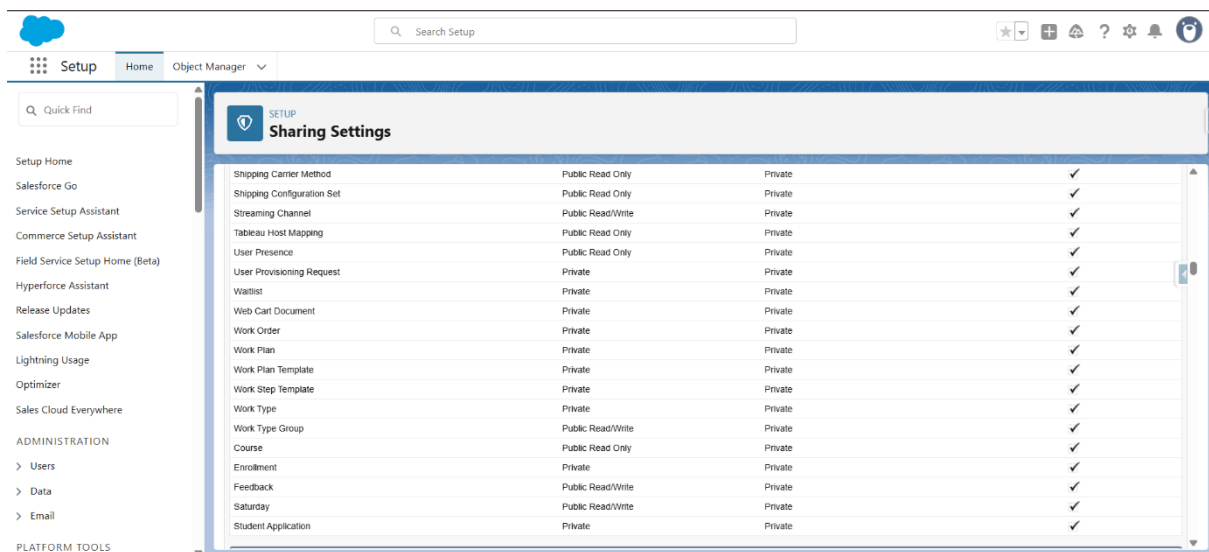 Search Setup
Setup Home Object Manager
Quick Find
Setup Home
Salesforce Go
Service Setup Assistant
Commerce Setup Assistant
Field Service Setup Home (Beta)
Hyperforce Assistant
Release Updates
Salesforce Mobile App
Lightning Usage
Optimizer
Sales Cloud Everywhere
ADMINISTRATION
Users
Data
Email
PLATFORM TOOLS
SETUP
Sharing Settings
Shipping Carrier Method Public Read Only Private ✓
Shipping Configuration Set Public Read Only Private ✓
Streaming Channel Public Read/Write Private ✓
Tableau Host Mapping Public Read Only Private ✓
User Presence Public Read Only Private ✓
User Provisioning Request Private Private ✓
Waitlist Private Private ✓
Web Cart Document Private Private ✓
Work Order Private Private ✓
Work Plan Private Private ✓
Work Plan Template Private Private ✓
Work Step Template Private Private ✓
Work Type Private Private ✓
Work Type Group Public Read/Write Private ✓
Course Public Read Only Private ✓
Enrollment Private Private ✓
Feedback Public Read/Write Private ✓
Saturday Public Read/Write Private ✓
Student Application Private Private ✓